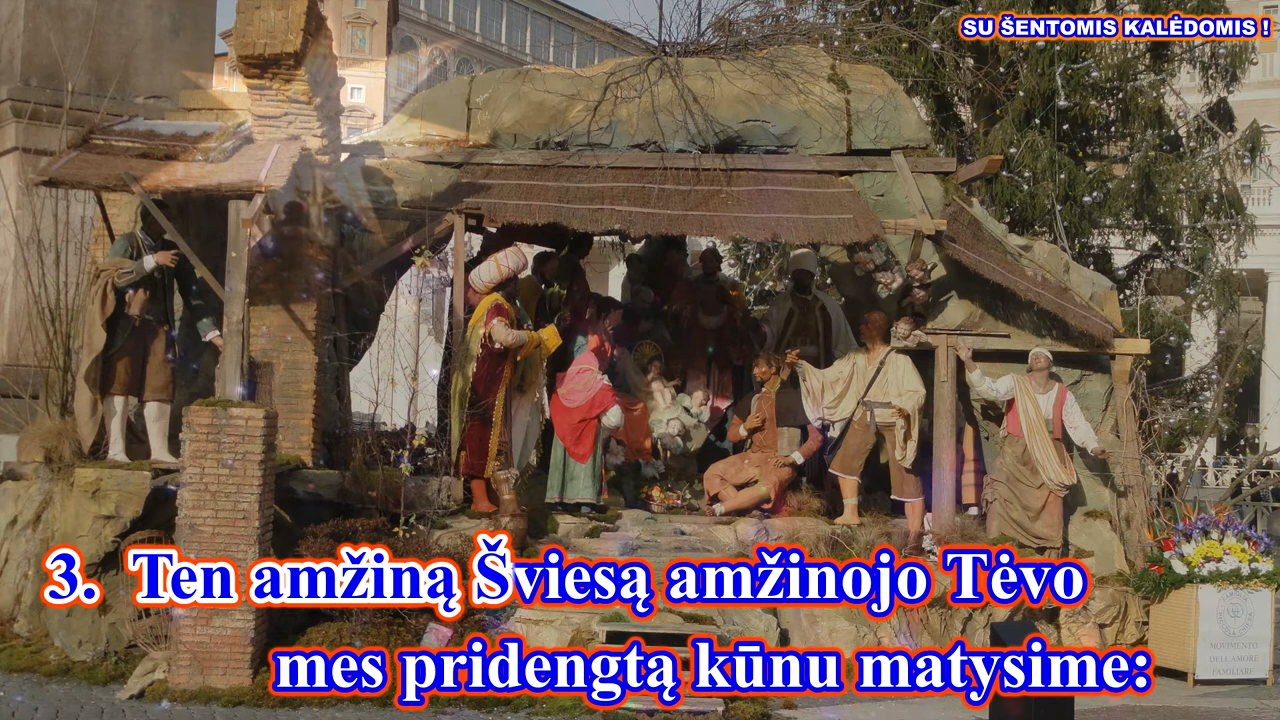 SU ŠENTOMIS KALĖDOMIS !
3. Ten amžiną Šviesą amžinojo Tėvo
mes pridengtą kūnu matysime:
MOVIMENTO
DELL'AMORE
FAMILIARE